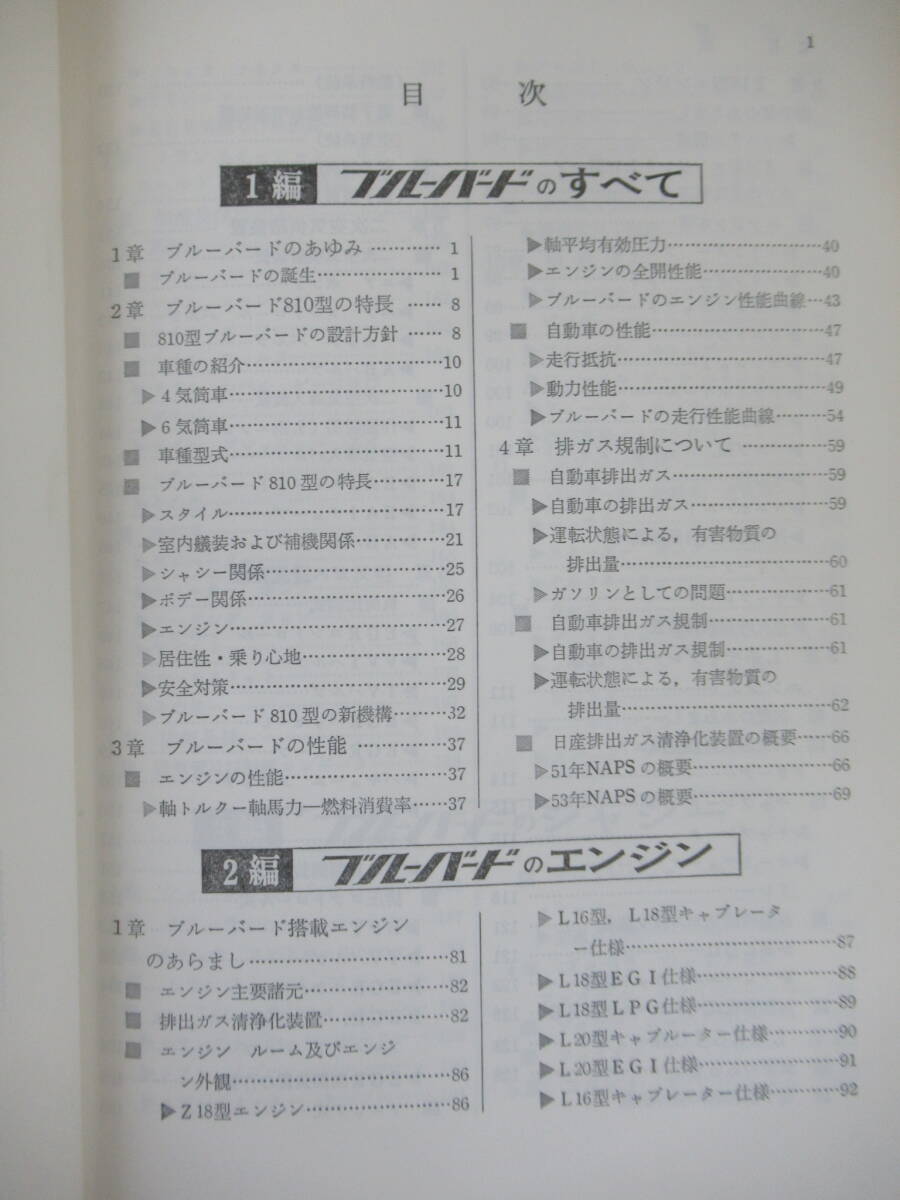 1
目 次
1編 ブルーバードのすべて
1章 ブルーバードのあゆみ ………… 1
■ ブルーバードの誕生……………… 1
2章 ブルーバード810型の特長 …… 8
■ 810型ブルーバードの設計方針 …… 8
■ 車種の紹介…………………………10
▶4気筒車……………………………10
▶6気筒車……………………………11
■ 車種型式……………………………11
■ ブルーバード810型の特長…………17
▶スタイル……………………………17
▶室内艤装および補機関係……………21
▶シャシー関係………………………25
▶ボデー関係…………………………26
▶エンジン……………………………27
▶居住性・乗り心地…………………28
▶安全対策……………………………29
▶ブルーバード810型の新機構………32
3章 ブルーバードの性能 …………37
■ エンジンの性能……………………37
▶軸トルクー軸馬力―燃料消費率……37
▶軸平均有効圧力……………………40
▶エンジンの全開性能………………40
▶ブルーバードのエンジン性能曲線…43
■ 自動車の性能………………………47
▶走行抵抗……………………………47
▶動力性能……………………………49
▶ブルーバードの走行性能曲線………54
4章 排ガス規制について …………59
■ 自動車排出ガス……………………59
▶自動車の排出ガス…………………59
▶運転状態による，有害物質の
排出量……………………………60
▶ガソリンとしての問題……………61
■ 自動車排出ガス規制………………61
▶自動車の排出ガス規制……………61
▶運転状態による，有害物質の
排出量……………………………62
■ 日産排出ガス清浄化装置の概要……66
▶51年NAPSの概要…………………66
▶53年NAPSの概要…………………69
2編 ブルーバードのエンジン
1章 ブルーバード搭載エンジン
のあらまし…………………………81
■ エンジン主要諸元…………………82
■ 排出ガス清浄化装置………………82
■ エンジン ルーム及びエンジ
ン外観……………………………86
▶Z18型エンジン……………………86
▶L16型，L18型キャブレータ
ー仕様……………………………87
▶L18型EGI仕様……………………88
▶L18型LPG仕様……………………89
▶L20型キャブルーター仕様…………90
▶L20型EGI仕様……………………91
▶L16型キャブレーター仕様…………92